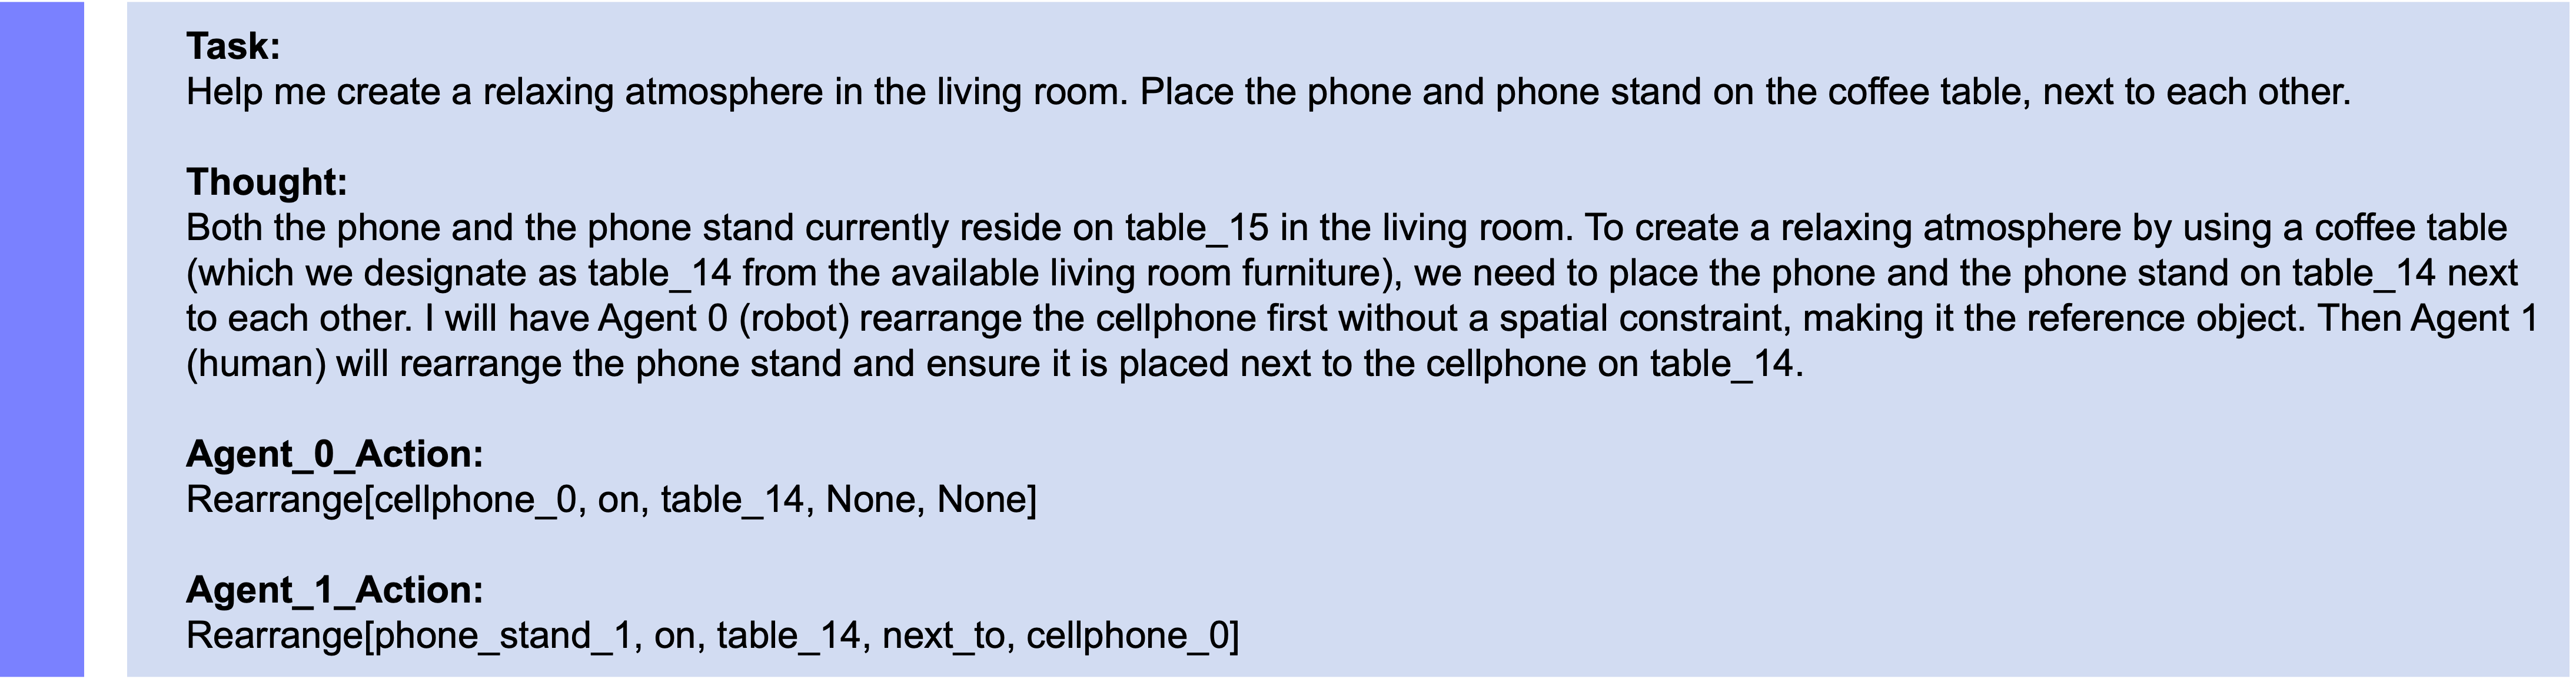 Task:
Help me create a relaxing atmosphere in the living room. Place the phone and phone stand on the coffee table, next to each other.
Thought:
Both the phone and the phone stand currently reside on table_15 in the living room. To create a relaxing atmosphere by using a coffee table
(which we designate as table_14 from the available living room furniture), we need to place the phone and the phone stand on table_14 next
to each other. I will have Agent 0 (robot) rearrange the cellphone first without a spatial constraint, making it the reference object. Then Agent 1
(human) will rearrange the phone stand and ensure it is placed next to the cellphone on table_14.
Agent_0_Action:
Rearrange[cellphone_0, on, table_14, None, None]
Agent_1_Action:
Rearrange[phone_stand_1, on, table_14, next_to, cellphone_0]